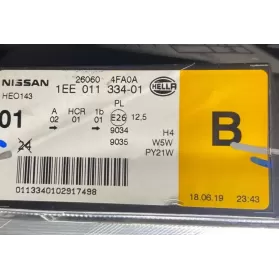 NISSAN 26060 4FA0A
HEO143 1EE 011 334-01 HELLA
PL
01 A HCR 1b E26 12,5
02 01 01
9034 H4
24 9035 W5W
PY21W
B
0113340102917498
18.06.19 23:43